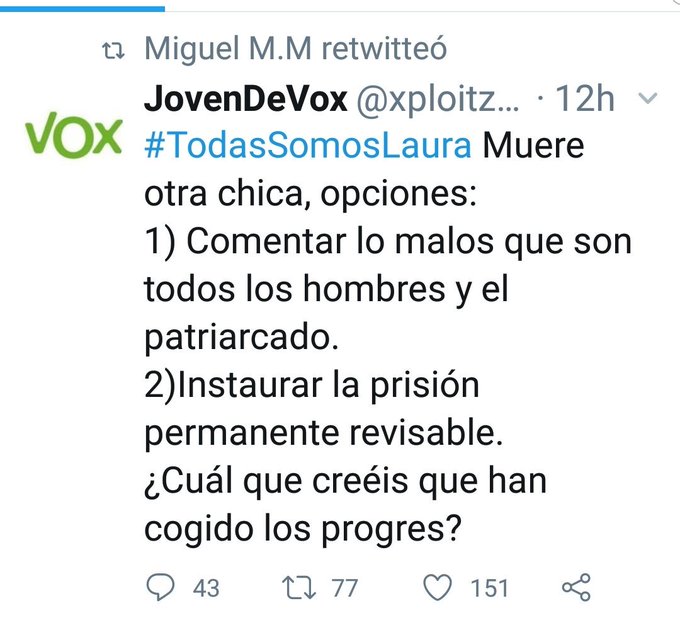 Miguel M.M retwitteó
VOX
JovenDeVox @xploitz... · 12h
#TodasSomosLaura Muere
otra chica, opciones:
1) Comentar lo malos que son
todos los hombres y el
patriarcado.
2)Instaurar la prisión
permanente revisable.
¿Cuál que creéis que han
cogido los progres?
43 77 151